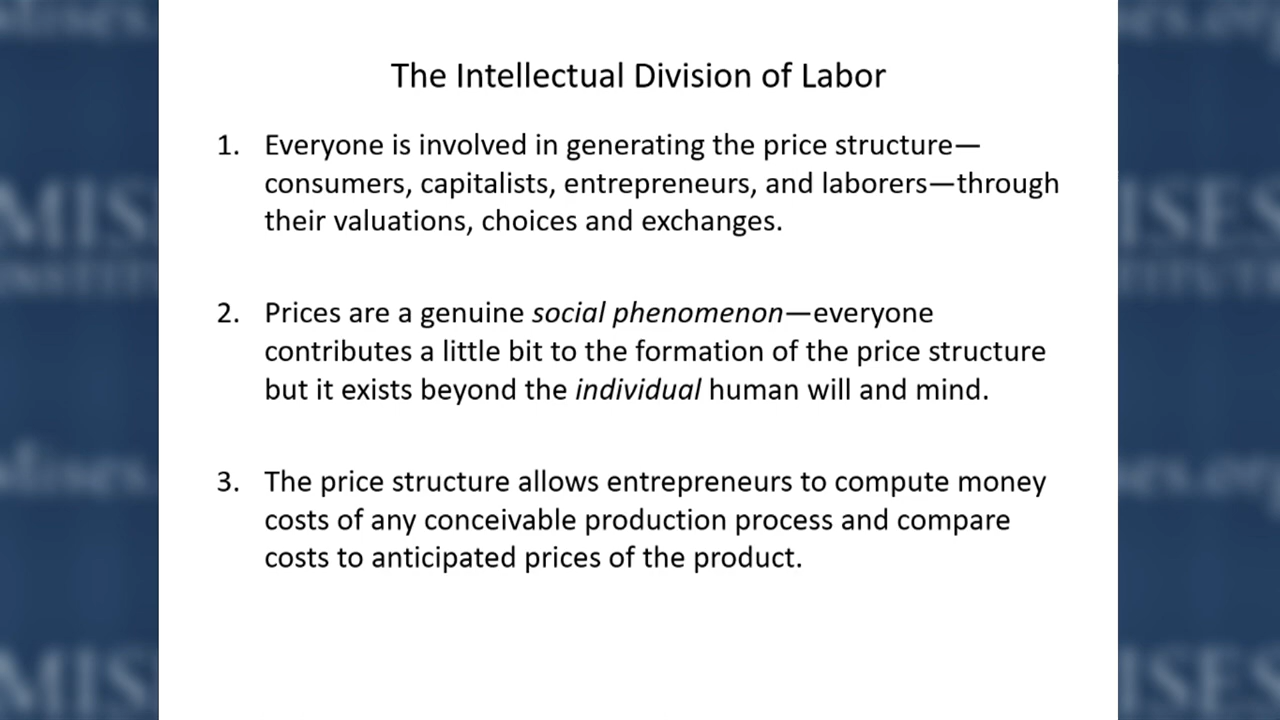 The Intellectual Division of Labor
1. Everyone is involved in generating the price structure—
consumers, capitalists, entrepreneurs, and laborers—through
their valuations, choices and exchanges.
2. Prices are a genuine social phenomenon—everyone
contributes a little bit to the formation of the price structure
but it exists beyond the individual human will and mind.
3. The price structure allows entrepreneurs to compute money
costs of any conceivable production process and compare
costs to anticipated prices of the product.